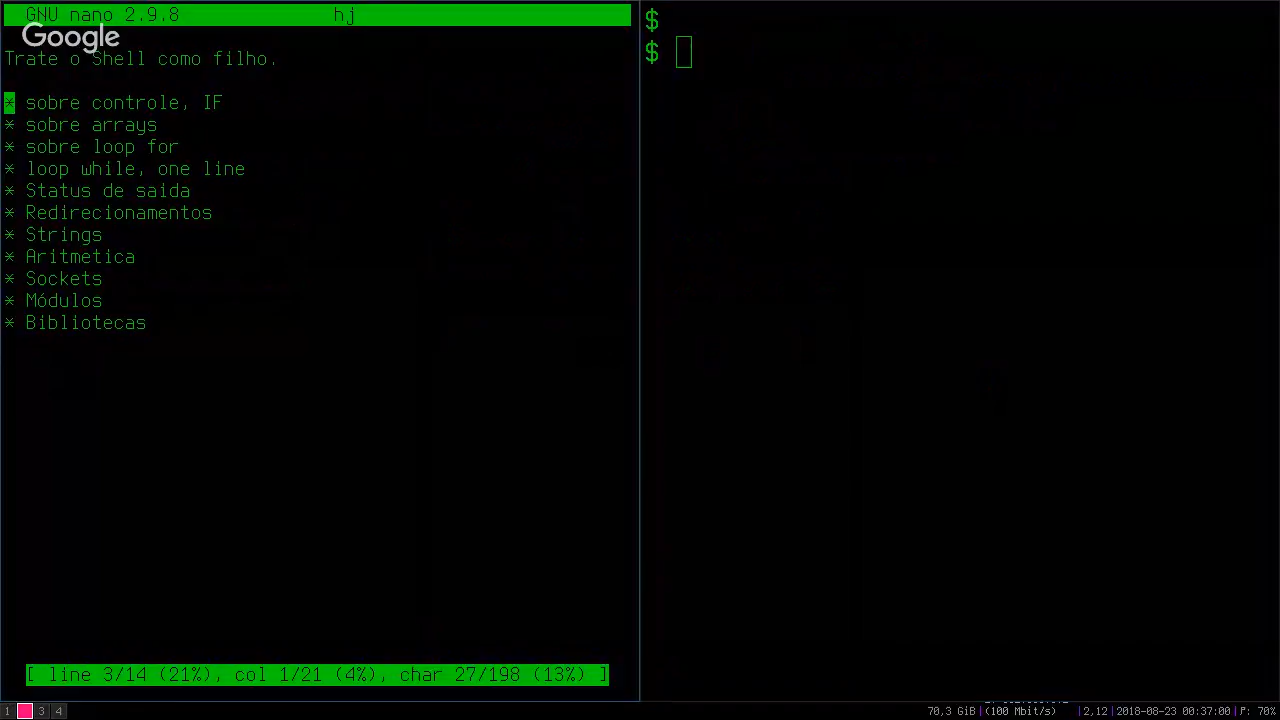 GNU nano 2.9.8 hj
Google
Trate o Shell como filho.
* sobre controle, IF
* sobre arrays
* sobre loop for
* loop while, one line
* Status de saida
* Redirecionamentos
* Strings
* Aritmetica
* Sockets
* Módulos
* Bibliotecas
[ line 3/14 (21%), col 1/21 (4%), char 27/198 (13%) ]
$
$
1 3 4
70,3 GiB|(100 Mbit/s) |2,12|2018-08-23 00:37:00|P: 70%